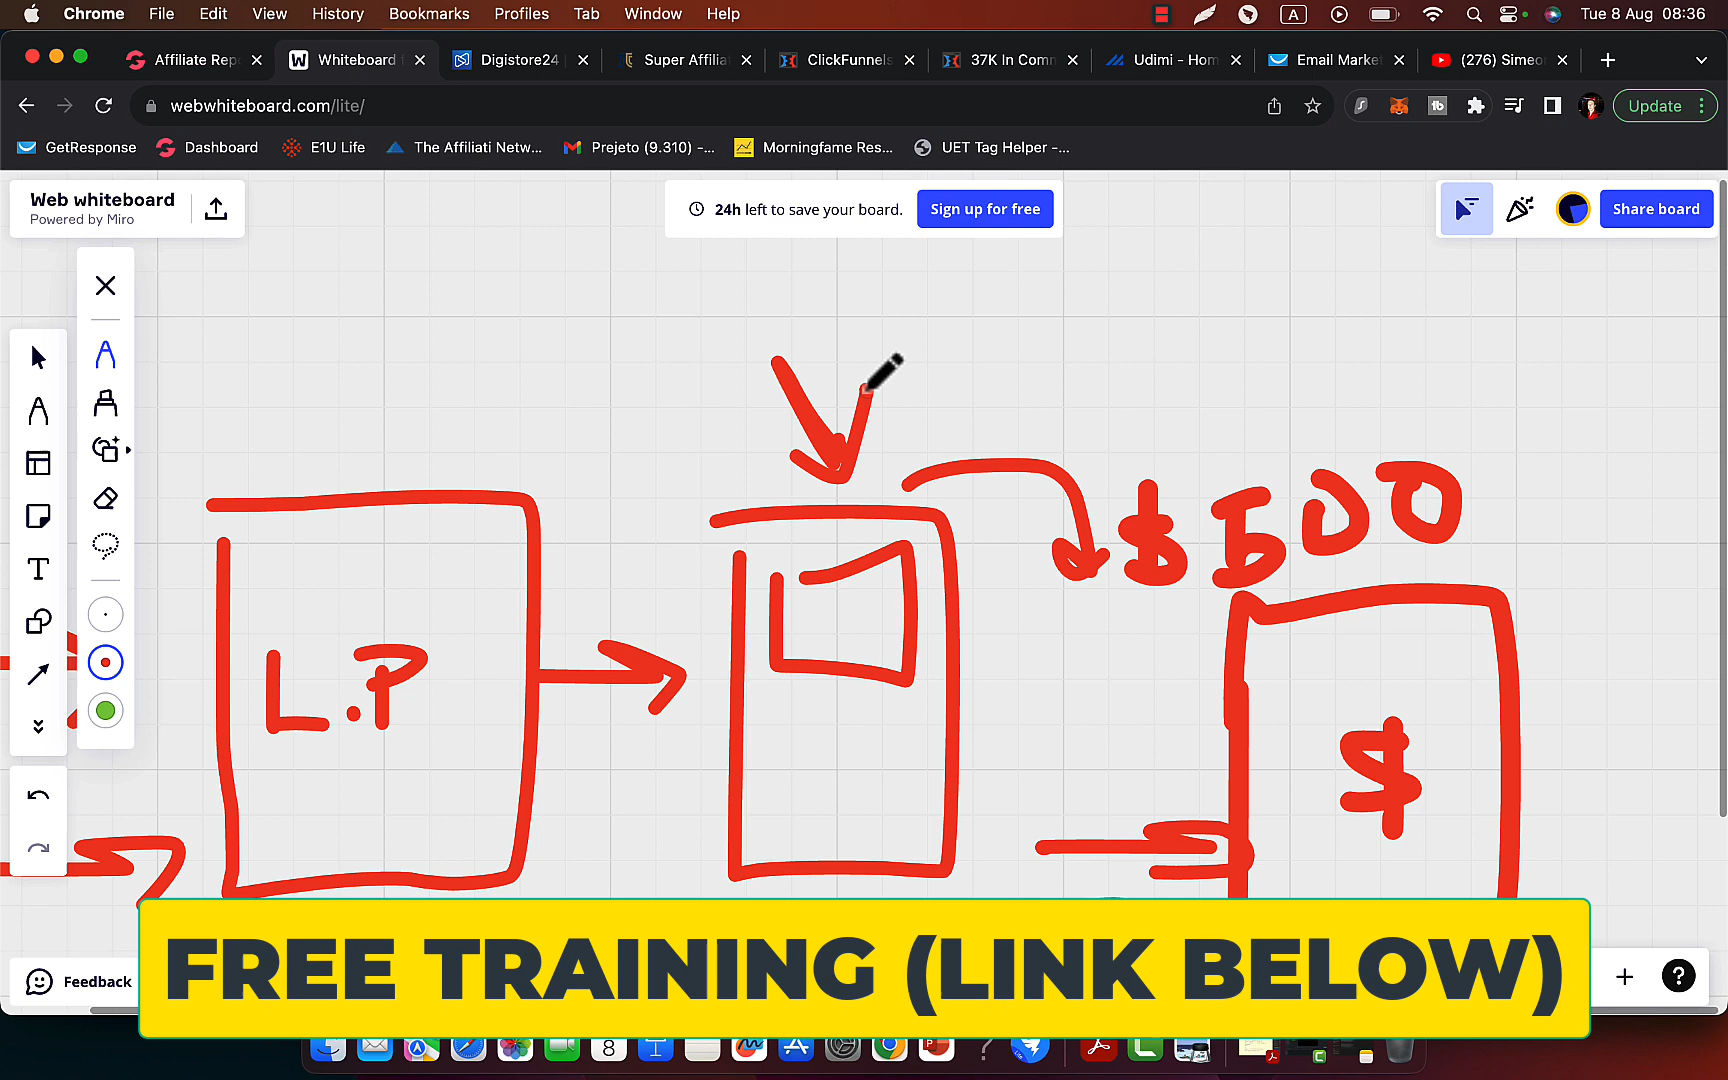 Chrome File Edit View History Bookmarks Profiles Tab Window Help
A
Tue 8 Aug 08:36
Affiliate Rep
W Whiteboard f
Digistore24
Super Affilia
ClickFunnels
37K In Comm
Udimi - Hom
Email Market
(276) Simeo
webwhiteboard.com/lite/
tb
Update
GetResponse
Dashboard
E1U Life
The Affiliati Netw...
Prejeto (9.310) -...
Morningfame Res...
UET Tag Helper -...
Web whiteboard
Powered by Miro
24h left to save your board.
Sign up for free
Share board
T
$500
L.P
$
Feedback
FREE TRAINING (LINK BELOW)
+ ?
8